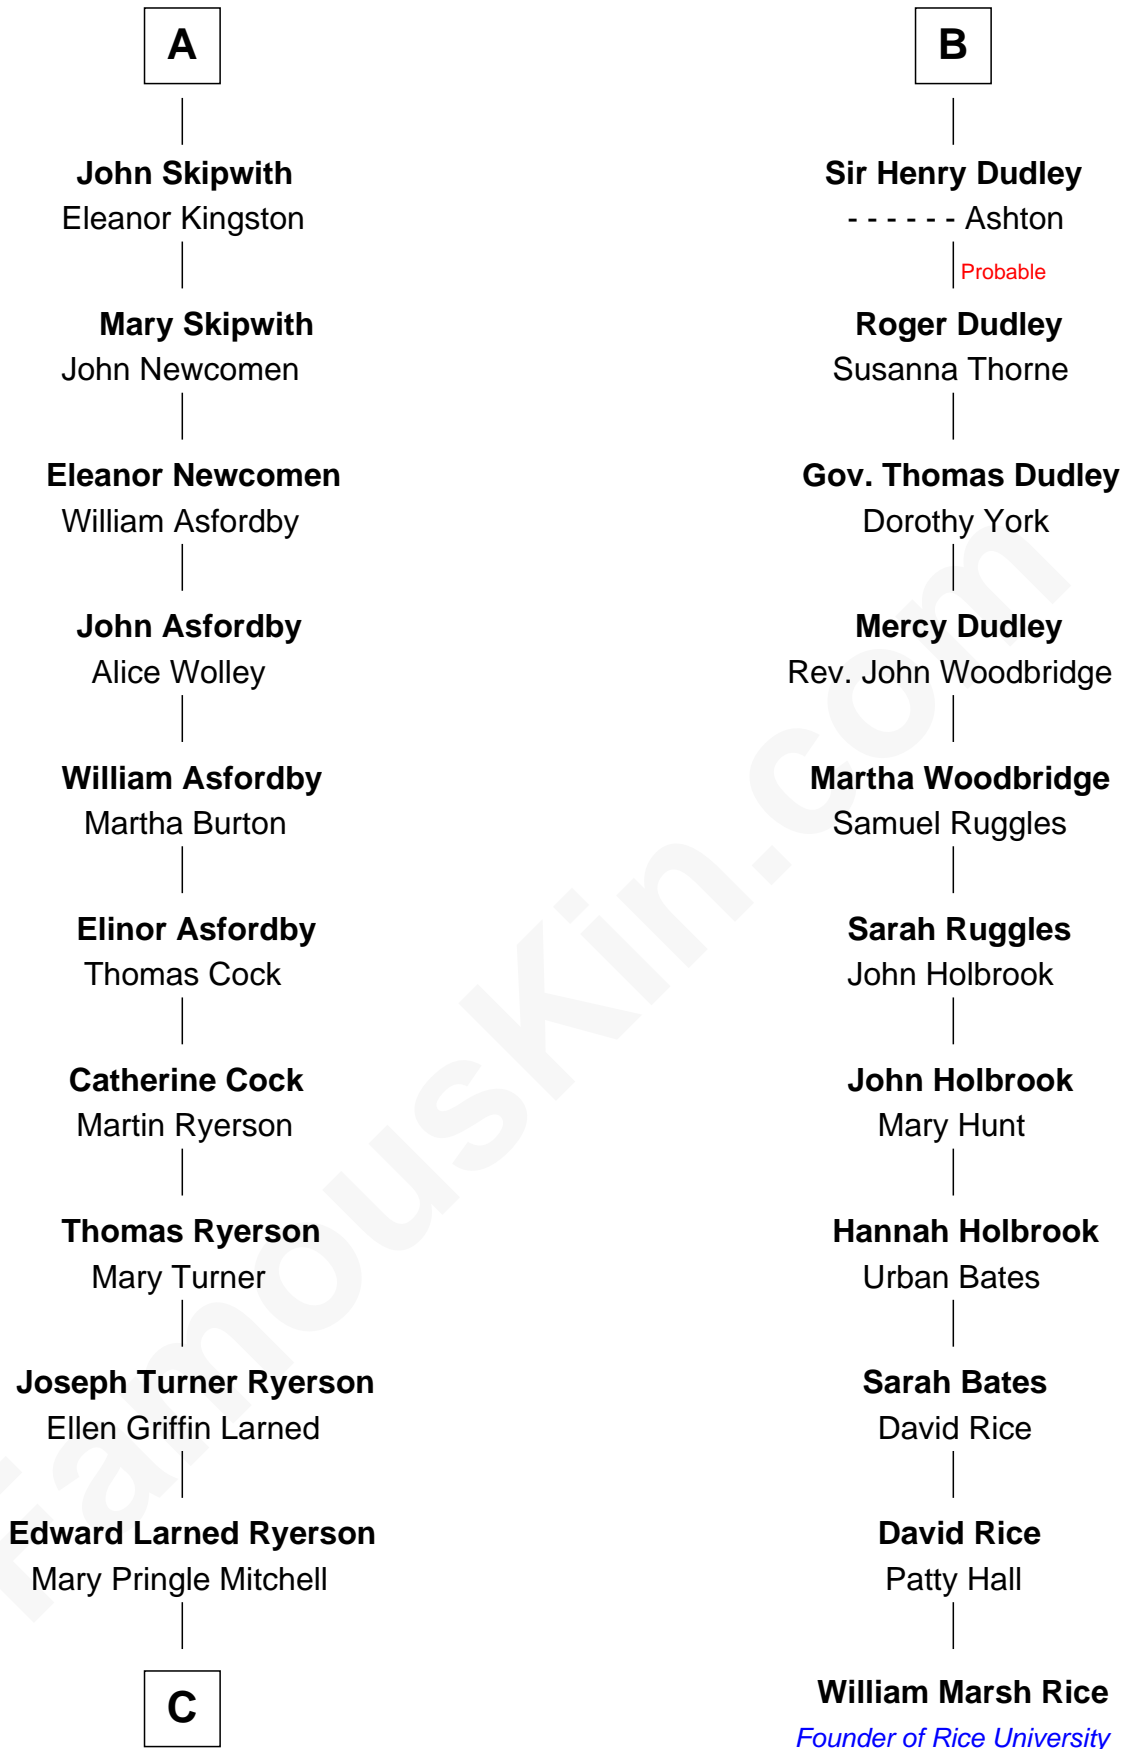 A
John Skipwith
Eleanor Kingston
Mary Skipwith
John Newcomen
Eleanor Newcomen
William Asfordby
John Asfordby
Alice Wolley
William Asfordby
Martha Burton
Elinor Asfordby
Thomas Cock
Catherine Cock
Martin Ryerson
Thomas Ryerson
Mary Turner
Joseph Turner Ryerson
Ellen Griffin Larned
Edward Larned Ryerson
Mary Pringle Mitchell
C
B
Sir Henry Dudley
- - - - - - Ashton
Probable
Roger Dudley
Susanna Thorne
Gov. Thomas Dudley
Dorothy York
Mercy Dudley
Rev. John Woodbridge
Martha Woodbridge
Samuel Ruggles
Sarah Ruggles
John Holbrook
John Holbrook
Mary Hunt
Hannah Holbrook
Urban Bates
Sarah Bates
David Rice
David Rice
Patty Hall
William Marsh Rice
Founder of Rice University
FamousKin.com